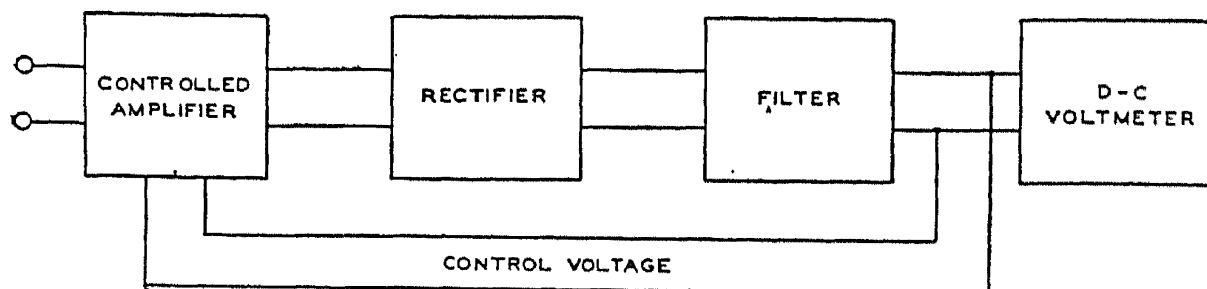 CONTROLLED
AMPLIFIER
RECTIFIER
FILTER
D-C
VOLTMETER
CONTROL VOLTAGE